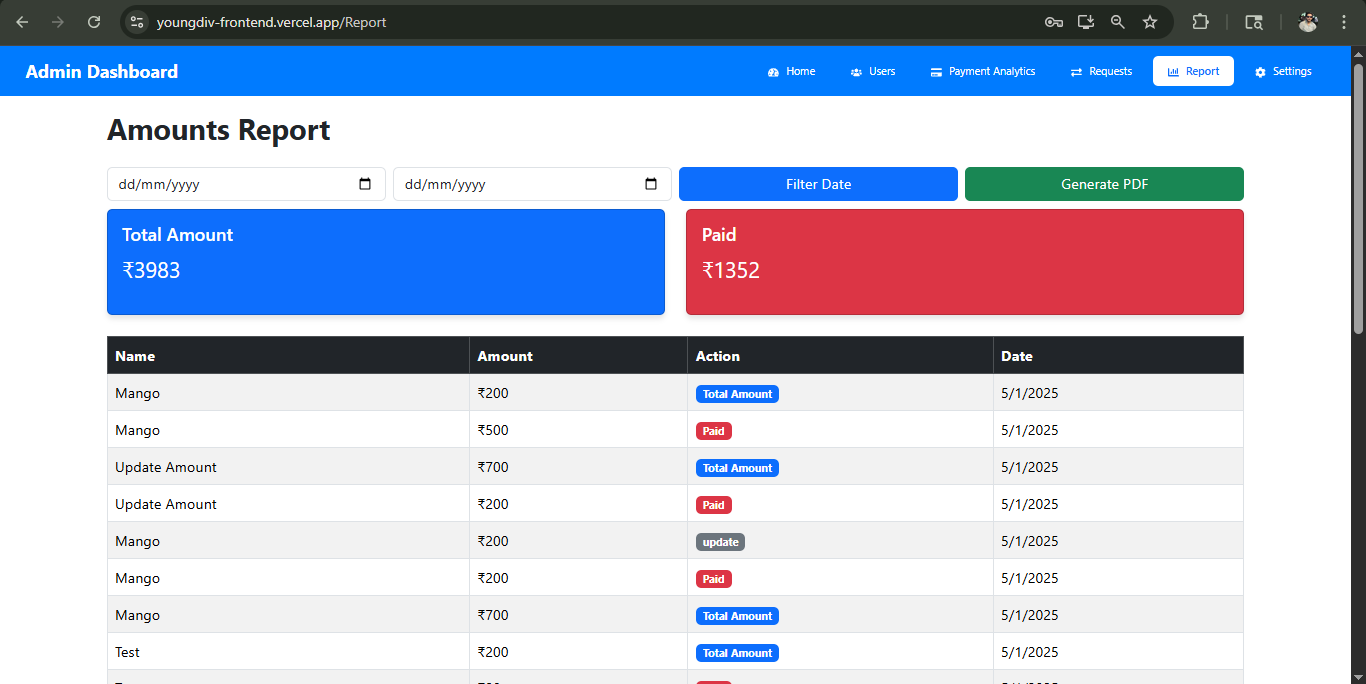 youngdiv-frontend.vercel.app/Report
Admin Dashboard Home Users Payment Analytics Requests Report Settings
Amounts Report
dd/mm/yyyy dd/mm/yyyy Filter Date Generate PDF
Total Amount Paid
₹3983 ₹1352
Name Amount Action Date
Mango ₹200 Total Amount 5/1/2025
Mango ₹500 Paid 5/1/2025
Update Amount ₹700 Total Amount 5/1/2025
Update Amount ₹200 Paid 5/1/2025
Mango ₹200 update 5/1/2025
Mango ₹200 Paid 5/1/2025
Mango ₹700 Total Amount 5/1/2025
Test ₹200 Total Amount 5/1/2025